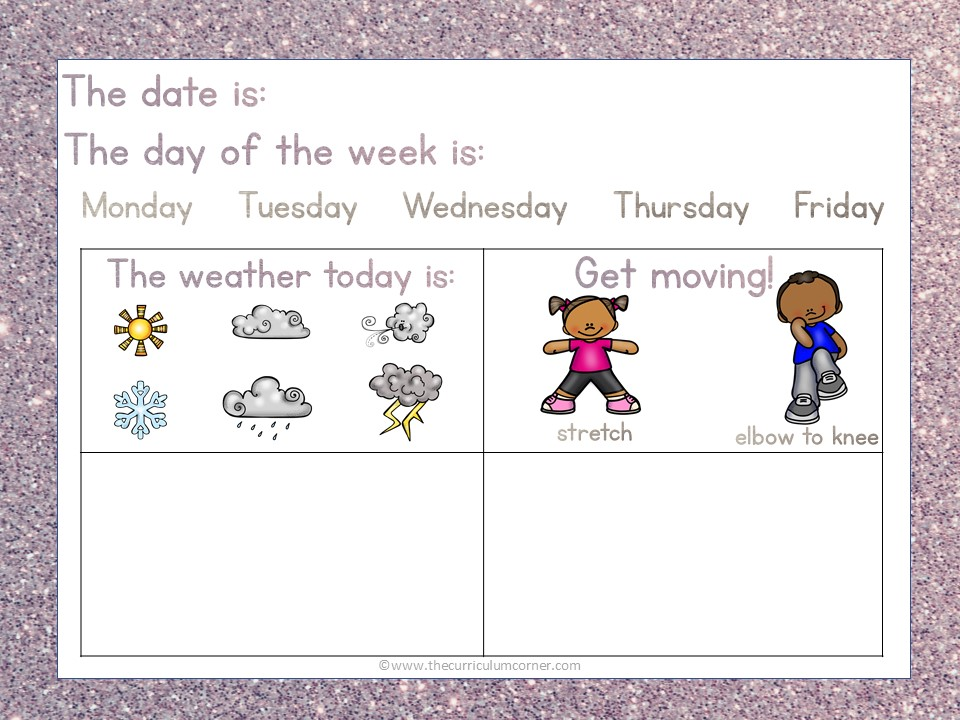 The date is:
The day of the week is:
Monday Tuesday Wednesday Thursday Friday
The weather today is:
Get moving!
stretch
elbow to knee
©www.thecurriculumcorner.com